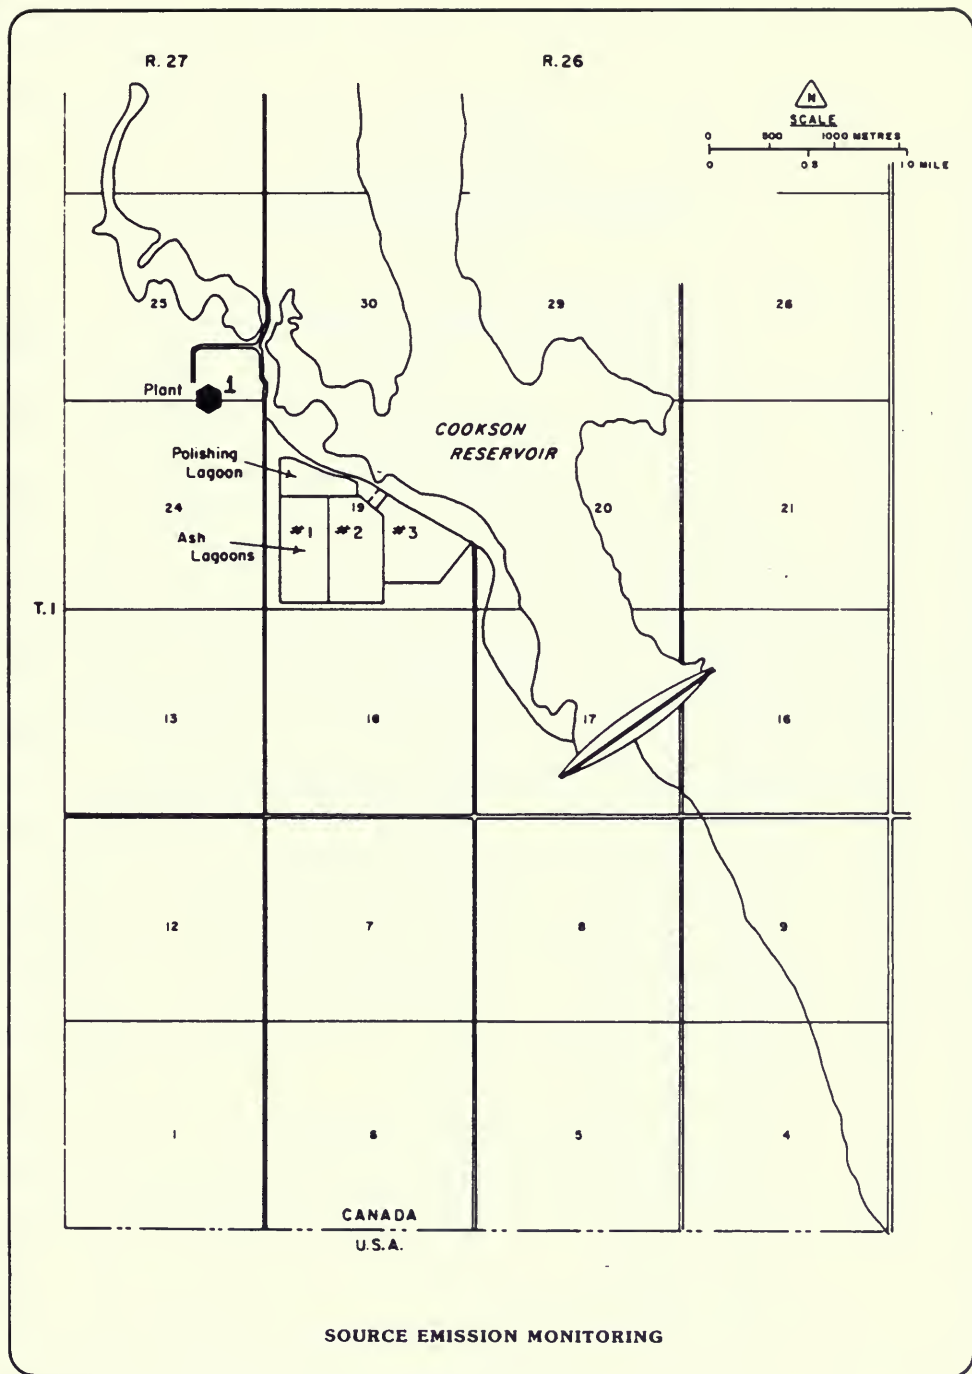 R. 27
R. 26
N
SCALE
0 500 1000 METRES
0 0.5 1.0 MILE
25
30
29
28
Plant
1
COOKSON
RESERVOIR
Polishing
Lagoon
24
19
20
21
#1
#2
#3
Ash
Lagoons
T. I
13
18
17
16
12
7
8
9
1
6
5
4
CANADA
U.S.A.
SOURCE EMISSION MONITORING